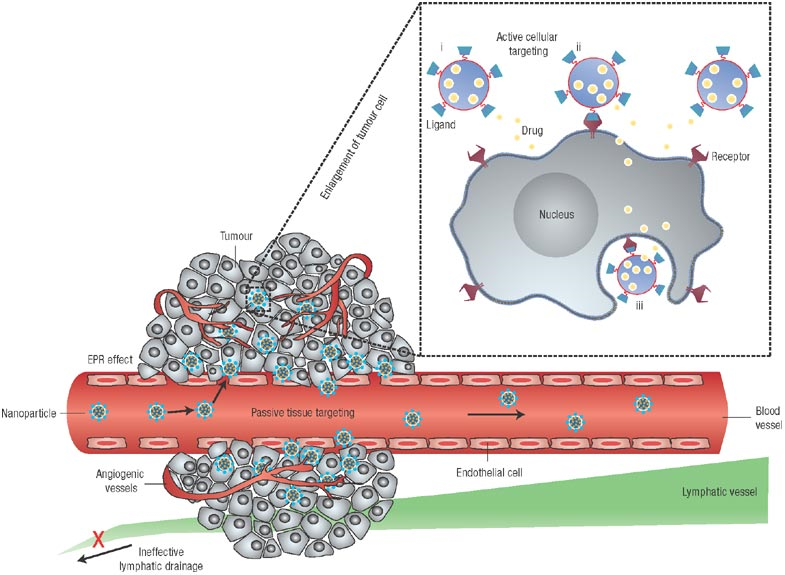 Active cellular
targeting
i
ii
Ligand
Drug
Receptor
Nucleus
iii
Enlargement of tumour cell
Tumour
EPR effect
Nanoparticle
Passive tissue targeting
Blood
vessel
Angiogenic
vessels
Endothelial cell
Lymphatic vessel
X
Ineffective
lymphatic drainage